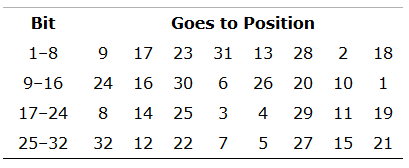 Bit Goes to Position
1–8 9 17 23 31 13 28 2 18
9–16 24 16 30 6 26 20 10 1
17–24 8 14 25 3 4 29 11 19
25–32 32 12 22 7 5 27 15 21